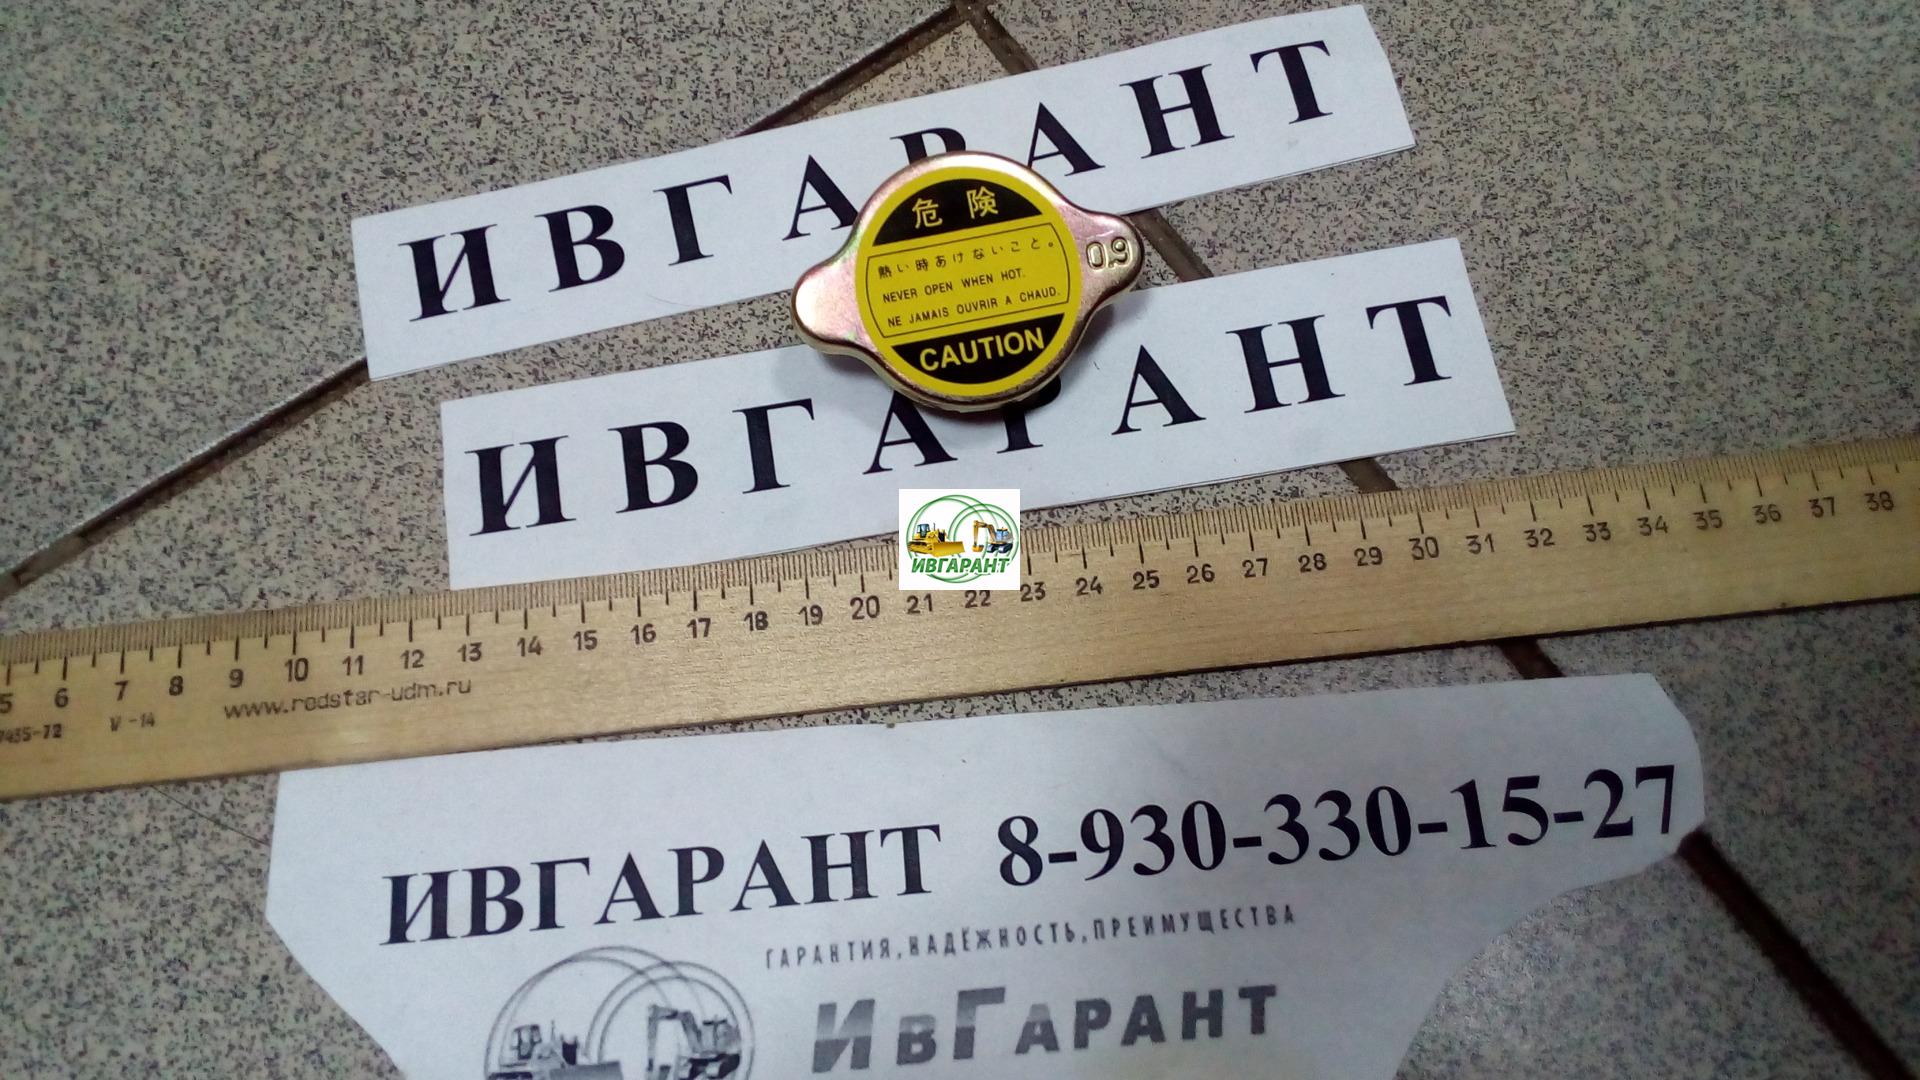 ИВГАРАНТ
危険
熱い時あけないこと。
NEVER OPEN WHEN HOT.
NE JAMAIS OUVRIR A CHAUD.
CAUTION
0.9
ИВГАРАНТ
ИВГАРАНТ
5 6 7 8 9 10 11 12 13 14 15 16 17 18 19 20 21 22 23 24 25 26 27 28 29 30 31 32 33 34 35 36 37 38
www.rodstar-udm.ru
7435-72 V-14
ИВГАРАНТ 8-930-330-15-27
ГАРАНТИЯ,НАДЁЖНОСТЬ,ПРЕИМУЩЕСТВА
ИвГАРАНТ